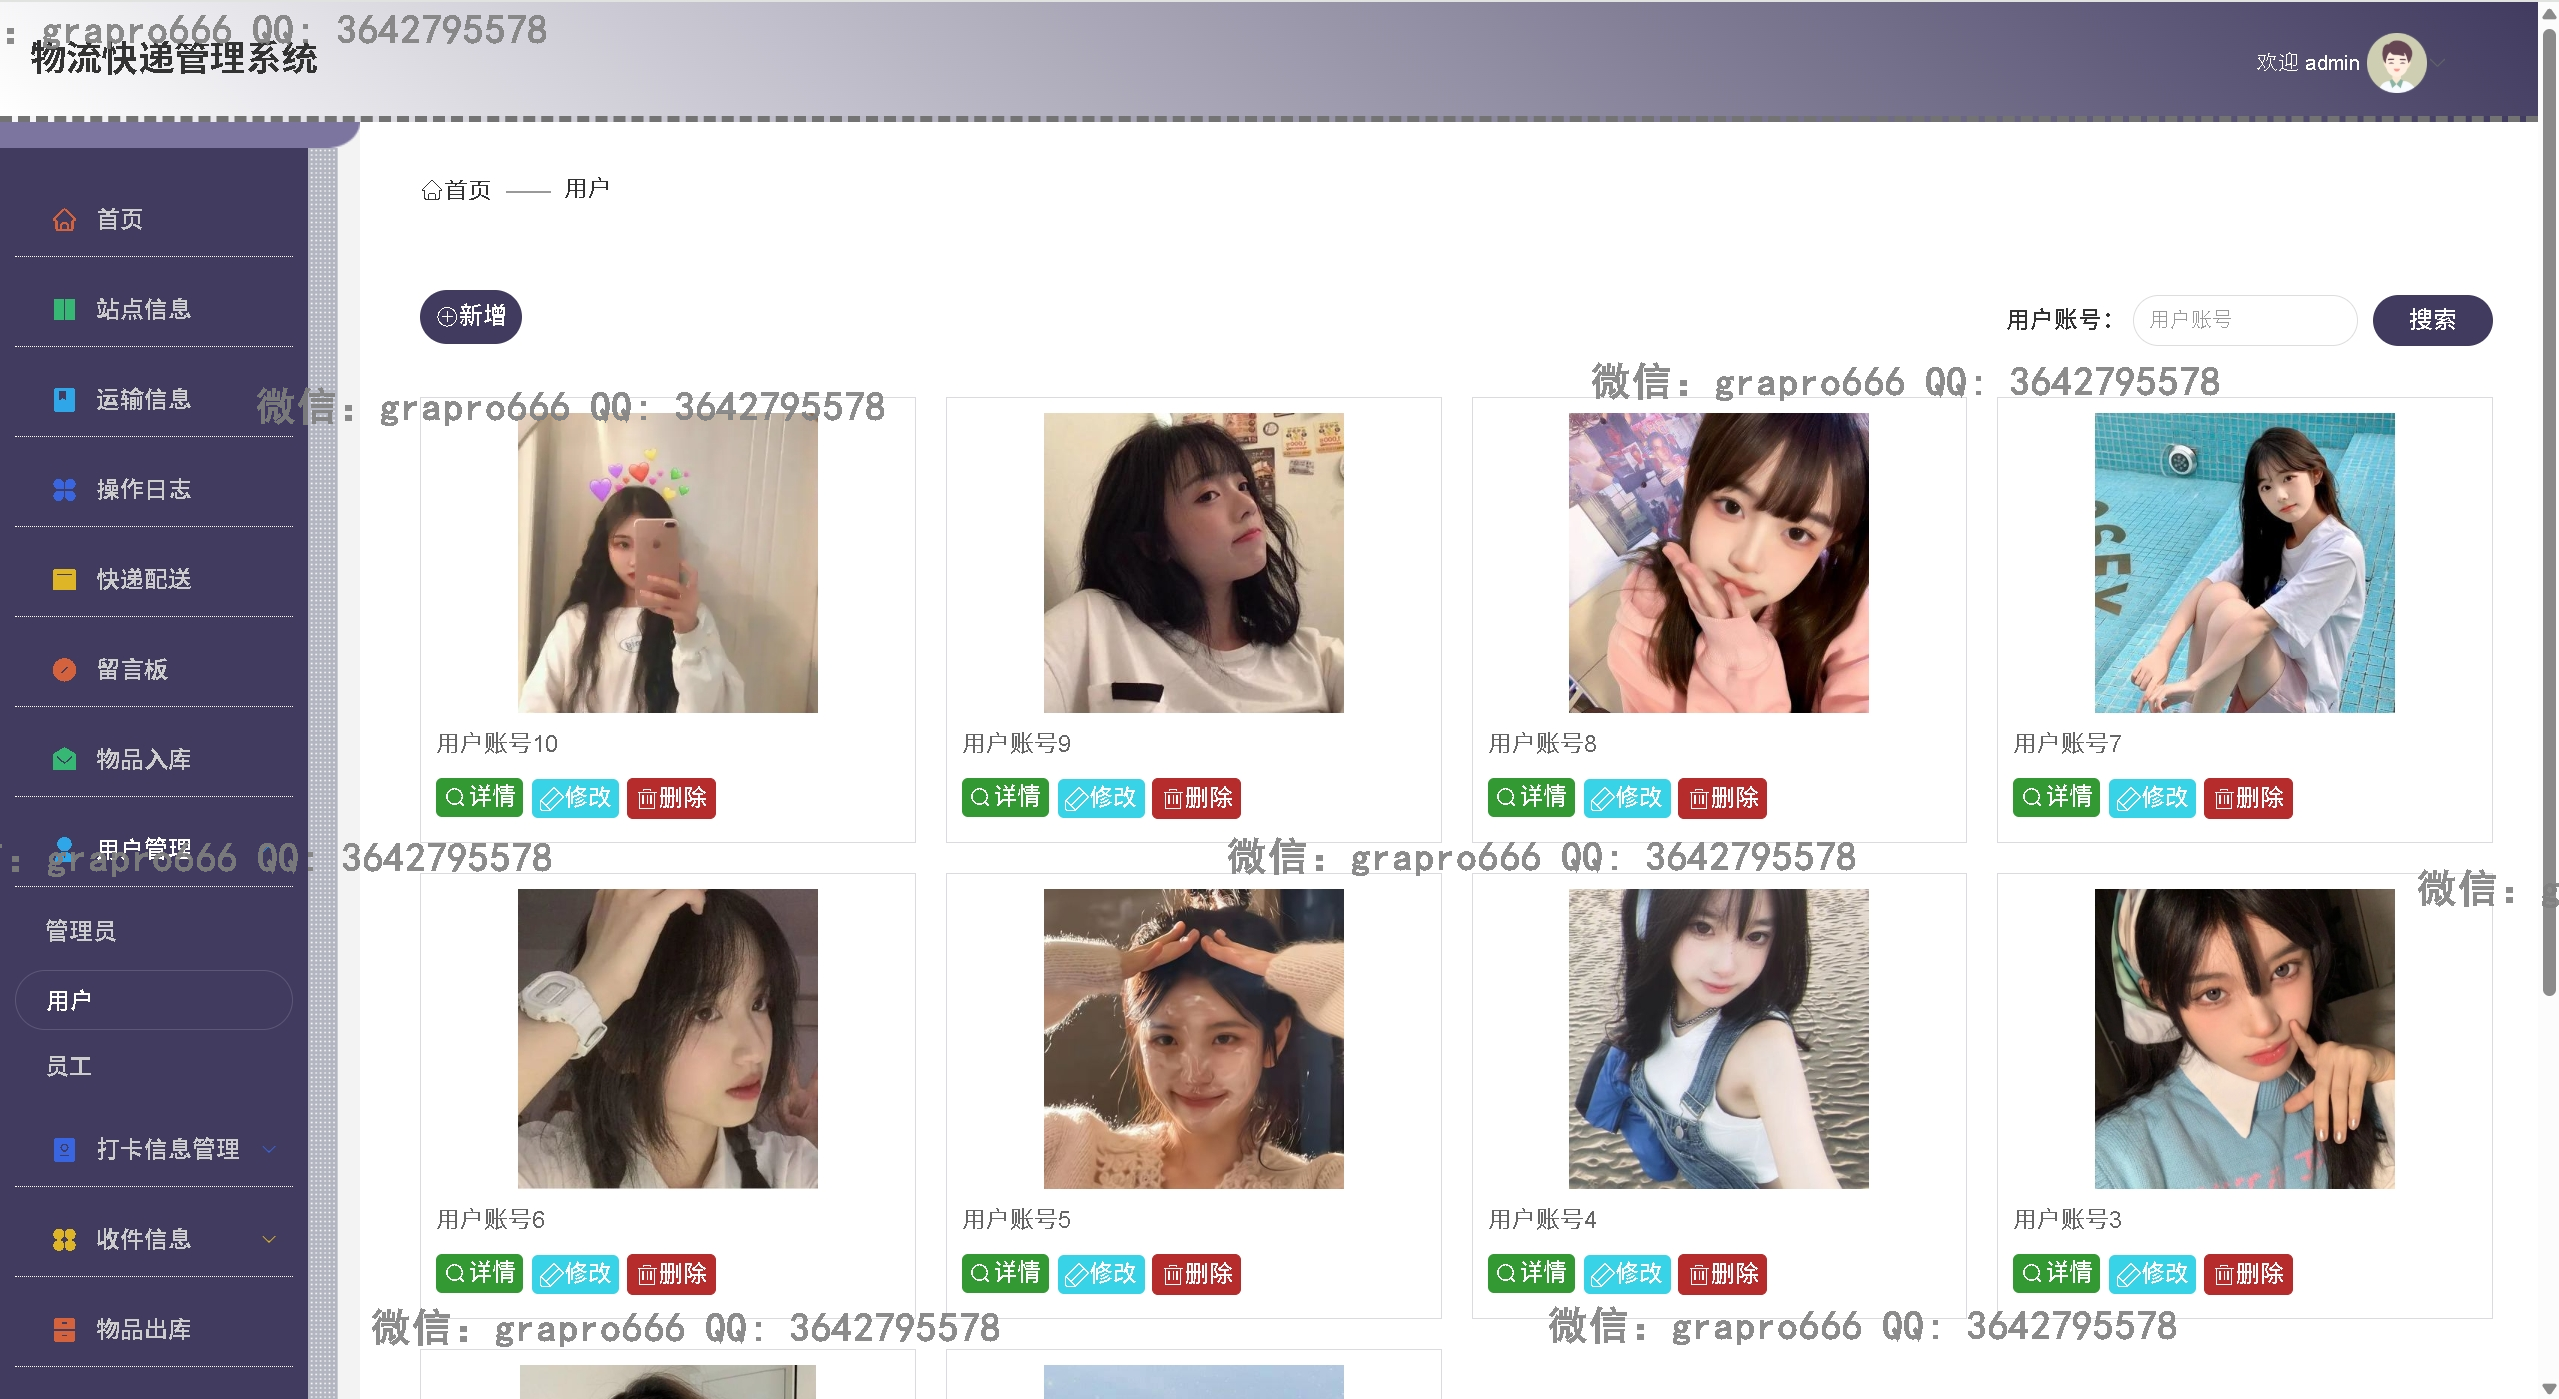 : grapro666 QQ: 3642795578
物流快递管理系统
欢迎 admin
首页
站点信息
运输信息
操作日志
快递配送
留言板
物品入库
用户管理
管理员
用户
员工
打卡信息管理
收件信息
物品出库
首页 —— 用户
新增
用户账号：
用户账号
搜索
微信: grapro666 QQ: 3642795578
微信: grapro666 QQ: 3642795578
用户账号10
详情 修改 删除
用户账号9
详情 修改 删除
用户账号8
详情 修改 删除
用户账号7
详情 修改 删除
: grapro666 QQ: 3642795578
微信: grapro666 QQ: 3642795578
微信: g
用户账号6
详情 修改 删除
用户账号5
详情 修改 删除
用户账号4
详情 修改 删除
用户账号3
详情 修改 删除
微信: grapro666 QQ: 3642795578
微信: grapro666 QQ: 3642795578